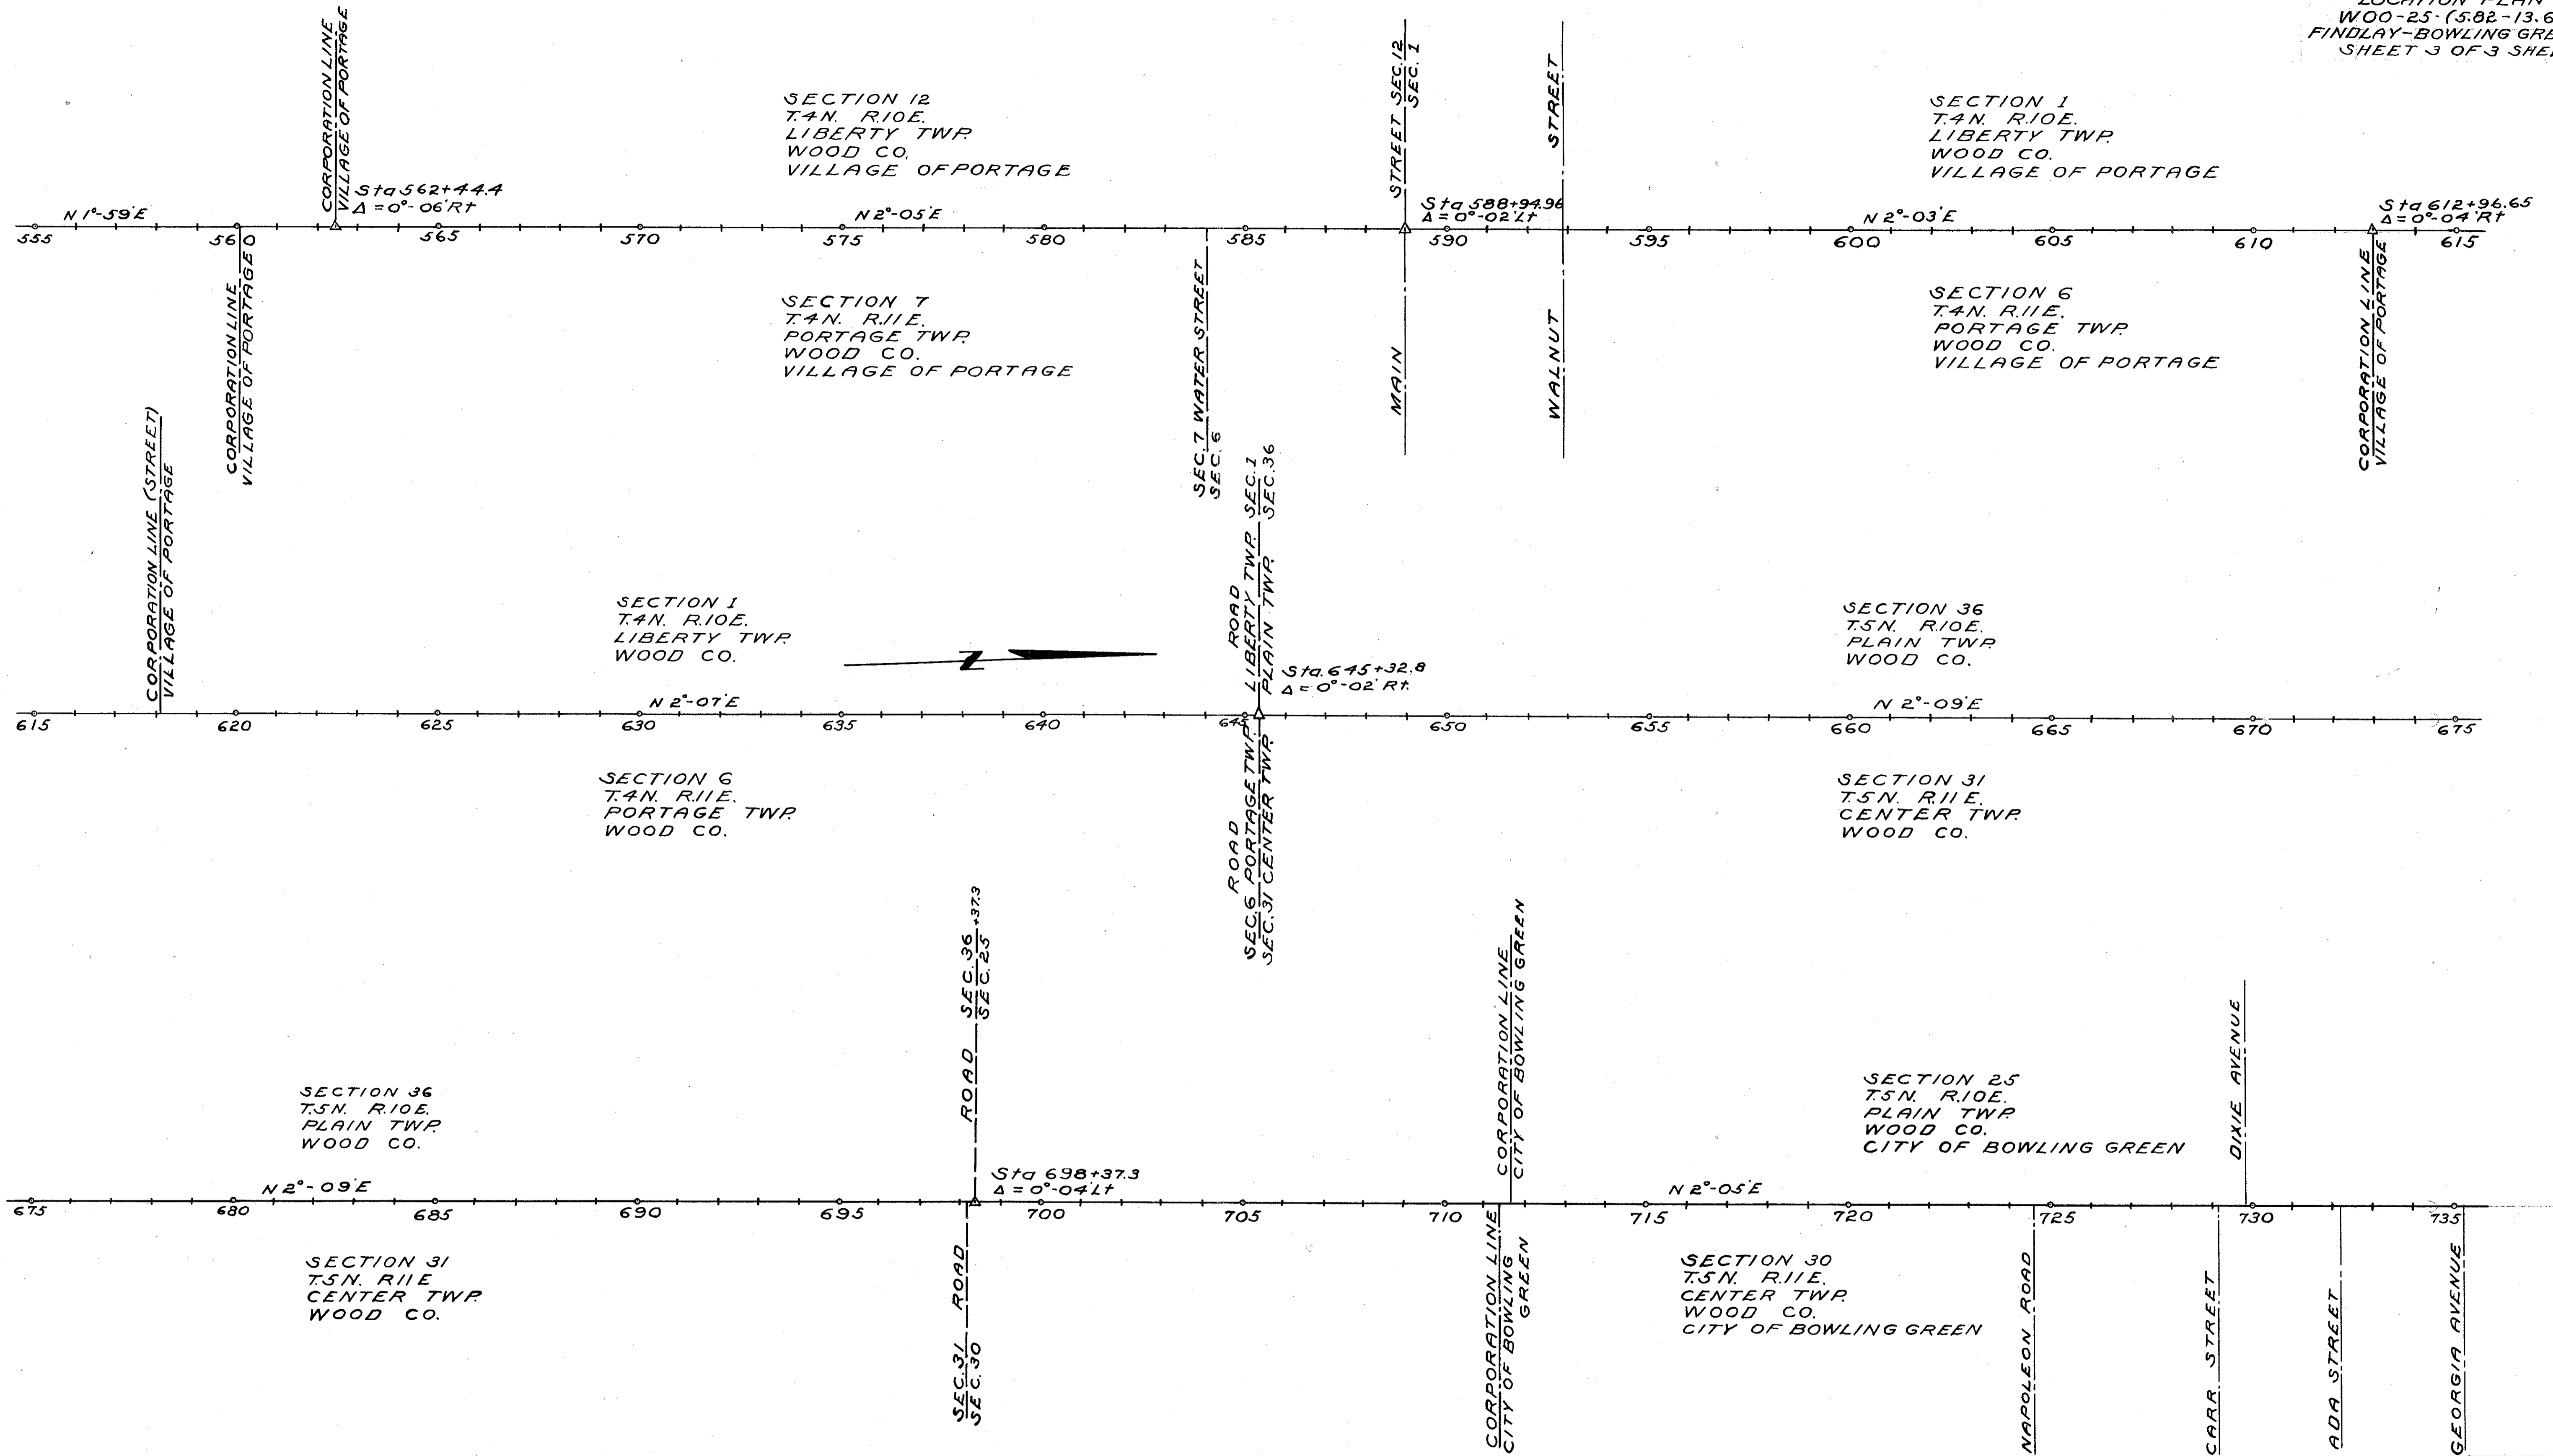 LOCATION PLAN
WOO-25-(5.82-13.6
FINDLAY-BOWLING GRE
SHEET 3 OF 3 SHE
CORPORATION LINE
VILLAGE OF PORTAGE
SECTION 12
T.4N. R.10E.
LIBERTY TWP.
WOOD CO.
VILLAGE OF PORTAGE
STREET SEC. 12
SEC. 1
STREET
SECTION 1
T.4N. R.10E.
LIBERTY TWP.
WOOD CO.
VILLAGE OF PORTAGE
Sta 562+44.4
Δ = 0°-06' Rt
Sta 588+94.96
Δ = 0°-02' Lt
Sta 612+96.65
Δ = 0°-04' Rt
N 1°-59' E
N 2°-05' E
N 2°-03' E
555 560 565 570 575 580 585 590 595 600 605 610 615
CORPORATION LINE
VILLAGE OF PORTAGE
SECTION 7
T.4N. R.11E.
PORTAGE TWP.
WOOD CO.
VILLAGE OF PORTAGE
SEC. 7 WATER STREET
SEC. 6
MAIN
WALNUT
SECTION 6
T.4N. R.11E.
PORTAGE TWP.
WOOD CO.
VILLAGE OF PORTAGE
CORPORATION LINE
VILLAGE OF PORTAGE
CORPORATION LINE (STREET)
VILLAGE OF PORTAGE
SECTION 1
T.4N. R.10E.
LIBERTY TWP.
WOOD CO.
N
ROAD
LIBERTY TWP. SEC. 1
PLAIN TWP. SEC. 36
SECTION 36
T.5N. R.10E.
PLAIN TWP.
WOOD CO.
Sta. 645+32.8
Δ = 0°-02' Rt.
N 2°-07' E
N 2°-09' E
615 620 625 630 635 640 645 650 655 660 665 670 675
SECTION 6
T.4N. R.11E.
PORTAGE TWP.
WOOD CO.
ROAD
SEC. 6 PORTAGE TWP.
SEC. 31 CENTER TWP.
SECTION 31
T.5N. R.11E.
CENTER TWP.
WOOD CO.
SECTION 36
T.5N. R.10E.
PLAIN TWP.
WOOD CO.
ROAD SEC. 36 +37.3
SEC. 25
CORPORATION LINE
CITY OF BOWLING GREEN
SECTION 25
T.5N. R.10E.
PLAIN TWP.
WOOD CO.
CITY OF BOWLING GREEN
DIXIE AVENUE
Sta 698+37.3
Δ = 0°-04' Lt
N 2°-09' E
N 2°-05' E
675 680 685 690 695 700 705 710 715 720 725 730 735
SECTION 31
T.5N. R11E
CENTER TWP.
WOOD CO.
SEC. 31 ROAD
SEC. 30
CORPORATION LINE
CITY OF BOWLING
GREEN
SECTION 30
T.5N. R.11E.
CENTER TWP.
WOOD CO.
CITY OF BOWLING GREEN
NAPOLEON ROAD
CARR. STREET
ADA STREET
GEORGIA AVENUE